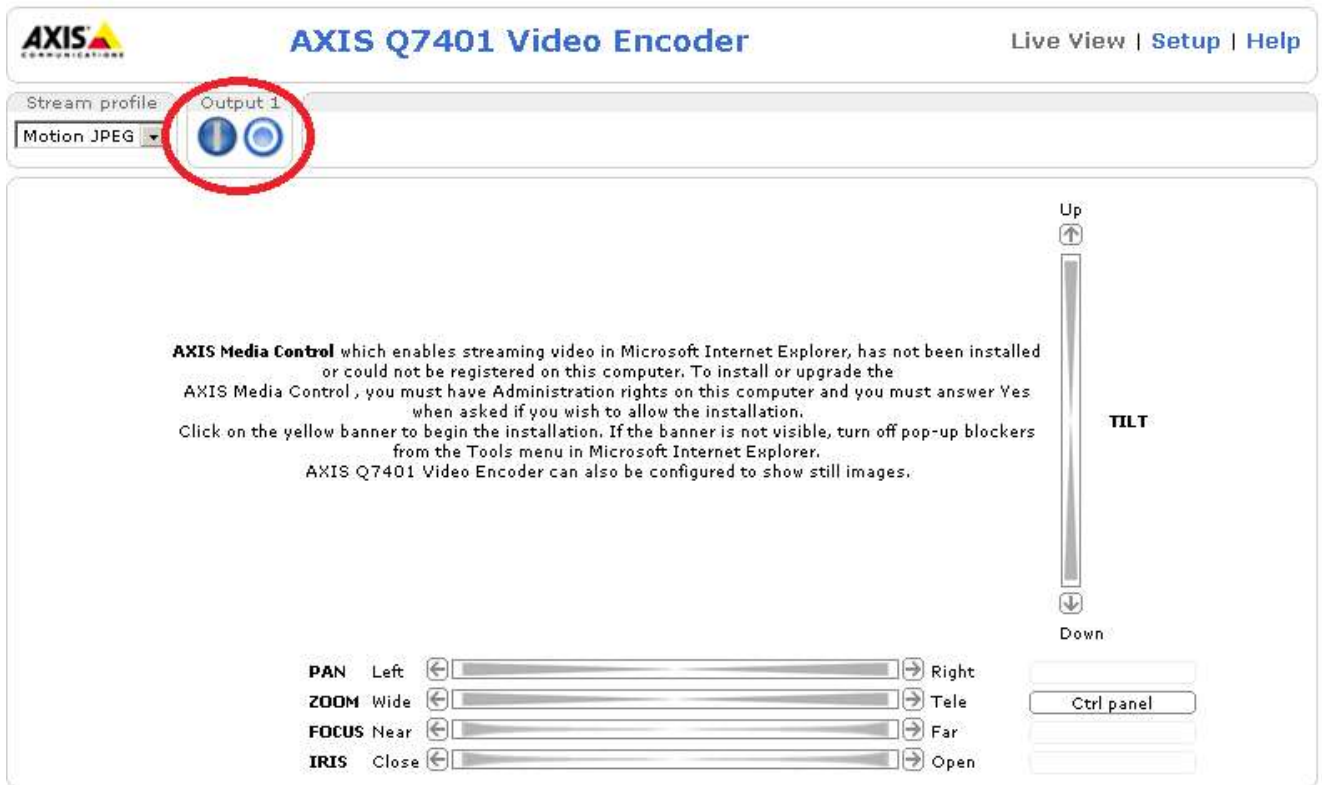 AXIS
COMMUNICATIONS
AXIS Q7401 Video Encoder
Live View | Setup | Help
Stream profile
Output 1
Motion JPEG
AXIS Media Control which enables streaming video in Microsoft Internet Explorer, has not been installed
or could not be registered on this computer. To install or upgrade the
AXIS Media Control , you must have Administration rights on this computer and you must answer Yes
when asked if you wish to allow the installation.
Click on the yellow banner to begin the installation. If the banner is not visible, turn off pop-up blockers
from the Tools menu in Microsoft Internet Explorer.
AXIS Q7401 Video Encoder can also be configured to show still images.
Up
TILT
Down
PAN Left Right
ZOOM Wide Tele
Ctrl panel
FOCUS Near Far
IRIS Close Open